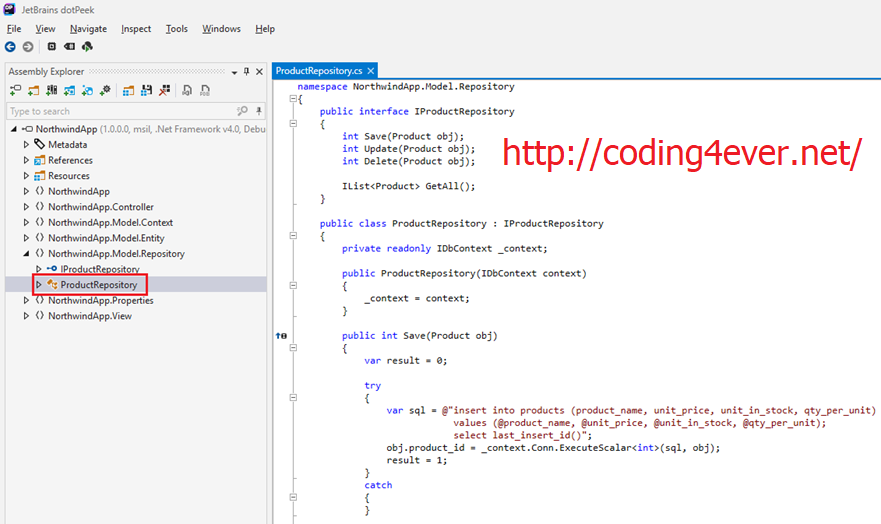 JetBrains dotPeek
File View Navigate Inspect Tools Windows Help
Assembly Explorer
Type to search
NorthwindApp (1.0.0.0, msil, .Net Framework v4.0, Debu
Metadata
References
Resources
NorthwindApp
NorthwindApp.Controller
NorthwindApp.Model.Context
NorthwindApp.Model.Entity
NorthwindApp.Model.Repository
IProductRepository
ProductRepository
NorthwindApp.Properties
NorthwindApp.View
ProductRepository.cs
namespace NorthwindApp.Model.Repository
{
public interface IProductRepository
{
int Save(Product obj);
int Update(Product obj);
int Delete(Product obj);
IList<Product> GetAll();
}
public class ProductRepository : IProductRepository
{
private readonly IDbContext _context;
public ProductRepository(IDbContext context)
{
_context = context;
}
public int Save(Product obj)
{
var result = 0;
try
{
var sql = @"insert into products (product_name, unit_price, unit_in_stock, qty_per_unit)
values (@product_name, @unit_price, @unit_in_stock, @qty_per_unit);
select last_insert_id()";
obj.product_id = _context.Conn.ExecuteScalar<int>(sql, obj);
result = 1;
}
catch
{
}
http://coding4ever.net/